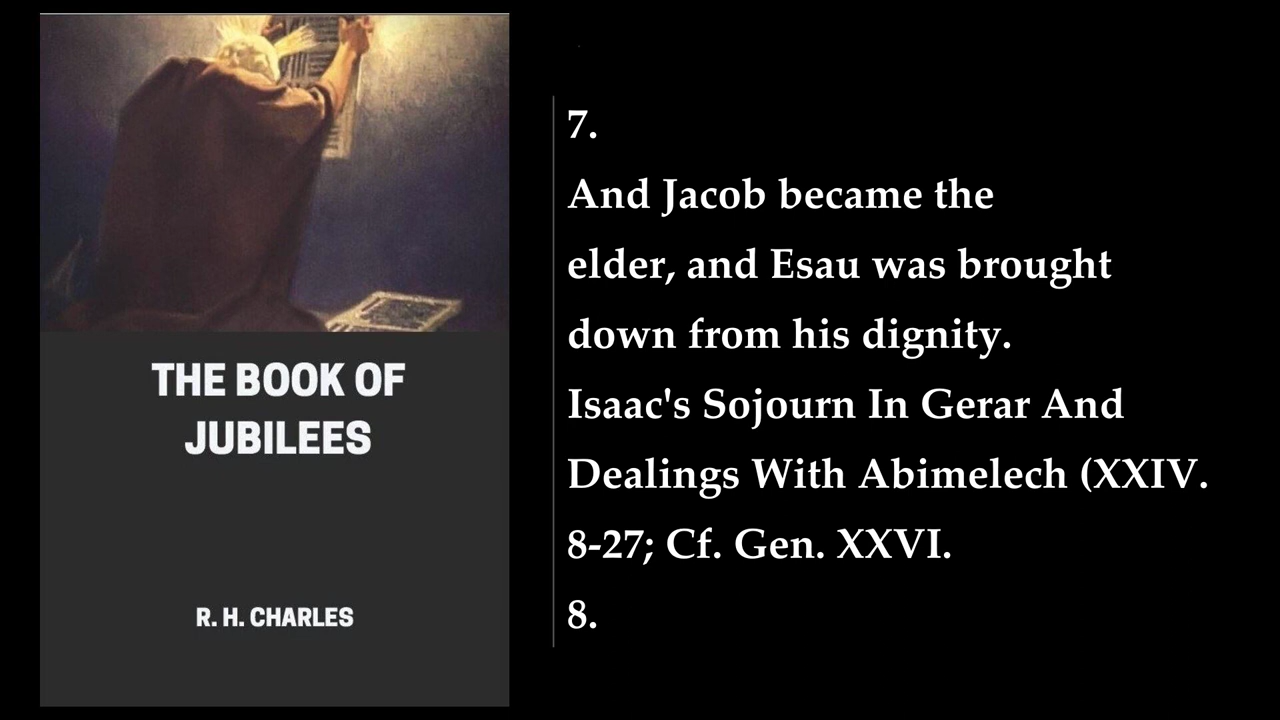 THE BOOK OF
JUBILEES
R. H. CHARLES
7.
And Jacob became the
elder, and Esau was brought
down from his dignity.
Isaac's Sojourn In Gerar And
Dealings With Abimelech (XXIV.
8-27; Cf. Gen. XXVI.
8.